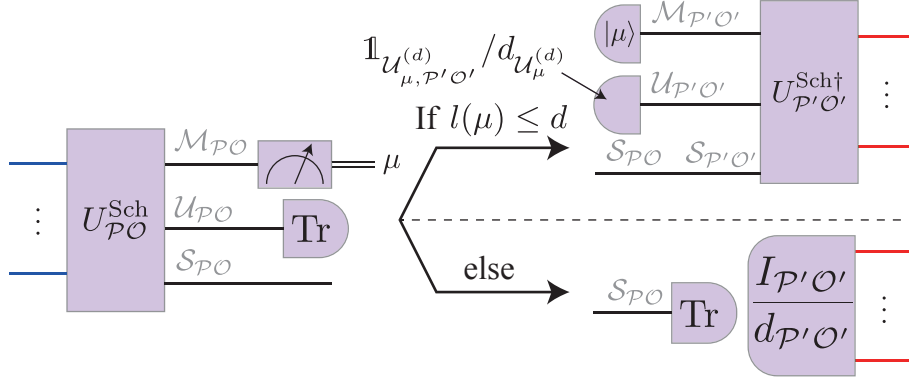 U^{Sch}_{𝒫𝒪}
ℳ_{𝒫𝒪}
μ
𝒰_{𝒫𝒪}
Tr
𝒮_{𝒫𝒪}
𝟙_{𝒰^{(d)}_{μ,𝒫′𝒪′}}/d_{𝒰^{(d)}_μ}
If l(μ) ≤ d
|μ⟩
ℳ_{𝒫′𝒪′}
𝒰_{𝒫′𝒪′}
𝒮_{𝒫𝒪} 𝒮_{𝒫′𝒪′}
U^{Sch†}_{𝒫′𝒪′}
else
𝒮_{𝒫𝒪}
Tr
I_{𝒫′𝒪′}
d_{𝒫′𝒪′}